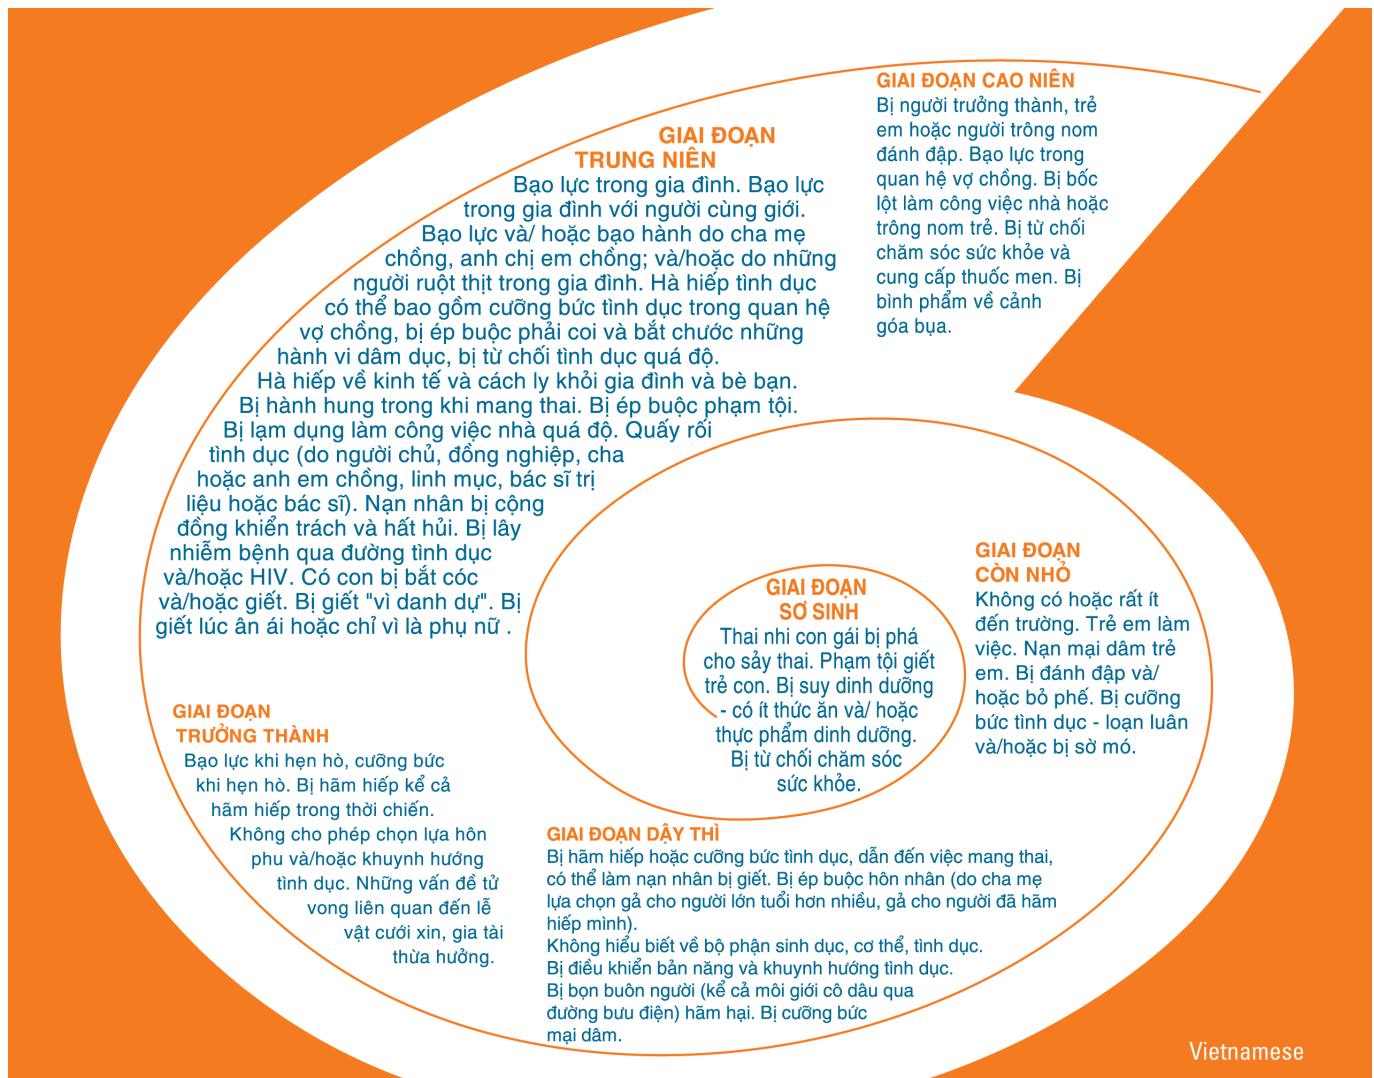 GIAI ĐOẠN CAO NIÊN
Bị người trưởng thành, trẻ
em hoặc người trông nom
đánh đập. Bạo lực trong
quan hệ vợ chồng. Bị bốc
lột làm công việc nhà hoặc
trông nom trẻ. Bị từ chối
chăm sóc sức khỏe và
cung cấp thuốc men. Bị
bình phẩm về cảnh
góa bụa.
GIAI ĐOẠN
TRUNG NIÊN
Bạo lực trong gia đình. Bạo lực
trong gia đình với người cùng giới.
Bạo lực và/ hoặc bạo hành do cha mẹ
chồng, anh chị em chồng; và/hoặc do những
người ruột thịt trong gia đình. Hà hiếp tình dục
có thể bao gồm cưỡng bức tình dục trong quan hệ
vợ chồng, bị ép buộc phải coi và bắt chước những
hành vi dâm dục, bị từ chối tình dục quá độ.
Hà hiếp về kinh tế và cách ly khỏi gia đình và bè bạn.
Bị hành hung trong khi mang thai. Bị ép buộc phạm tội.
Bị lạm dụng làm công việc nhà quá độ. Quấy rối
tình dục (do người chủ, đồng nghiệp, cha
hoặc anh em chồng, linh mục, bác sĩ trị
liệu hoặc bác sĩ). Nạn nhân bị cộng
đồng khiển trách và hất hủi. Bị lây
nhiễm bệnh qua đường tình dục
và/hoặc HIV. Có con bị bắt cóc
và/hoặc giết. Bị giết "vì danh dự". Bị
giết lúc ân ái hoặc chỉ vì là phụ nữ .
GIAI ĐOẠN
CÒN NHỎ
Không có hoặc rất ít
đến trường. Trẻ em làm
việc. Nạn mại dâm trẻ
em. Bị đánh đập và/
hoặc bỏ phế. Bị cưỡng
bức tình dục - loạn luân
và/hoặc bị sờ mó.
GIAI ĐOẠN
SƠ SINH
Thai nhi con gái bị phá
cho sảy thai. Phạm tội giết
trẻ con. Bị suy dinh dưỡng
- có ít thức ăn và/ hoặc
thực phẩm dinh dưỡng.
Bị từ chối chăm sóc
sức khỏe.
GIAI ĐOẠN
TRƯỞNG THÀNH
Bạo lực khi hẹn hò, cưỡng bức
khi hẹn hò. Bị hãm hiếp kể cả
hãm hiếp trong thời chiến.
Không cho phép chọn lựa hôn
phu và/hoặc khuynh hướng
tình dục. Những vấn đề tử
vong liên quan đến lễ
vật cưới xin, gia tài
thừa hưởng.
GIAI ĐOẠN DẬY THÌ
Bị hãm hiếp hoặc cưỡng bức tình dục, dẫn đến việc mang thai,
có thể làm nạn nhân bị giết. Bị ép buộc hôn nhân (do cha mẹ
lựa chọn gả cho người lớn tuổi hơn nhiều, gả cho người đã hãm
hiếp mình).
Không hiểu biết về bộ phận sinh dục, cơ thể, tình dục.
Bị điều khiển bản năng và khuynh hướng tình dục.
Bị bọn buôn người (kể cả môi giới cô dâu qua
đường bưu điện) hãm hại. Bị cưỡng bức
mại dâm.
Vietnamese